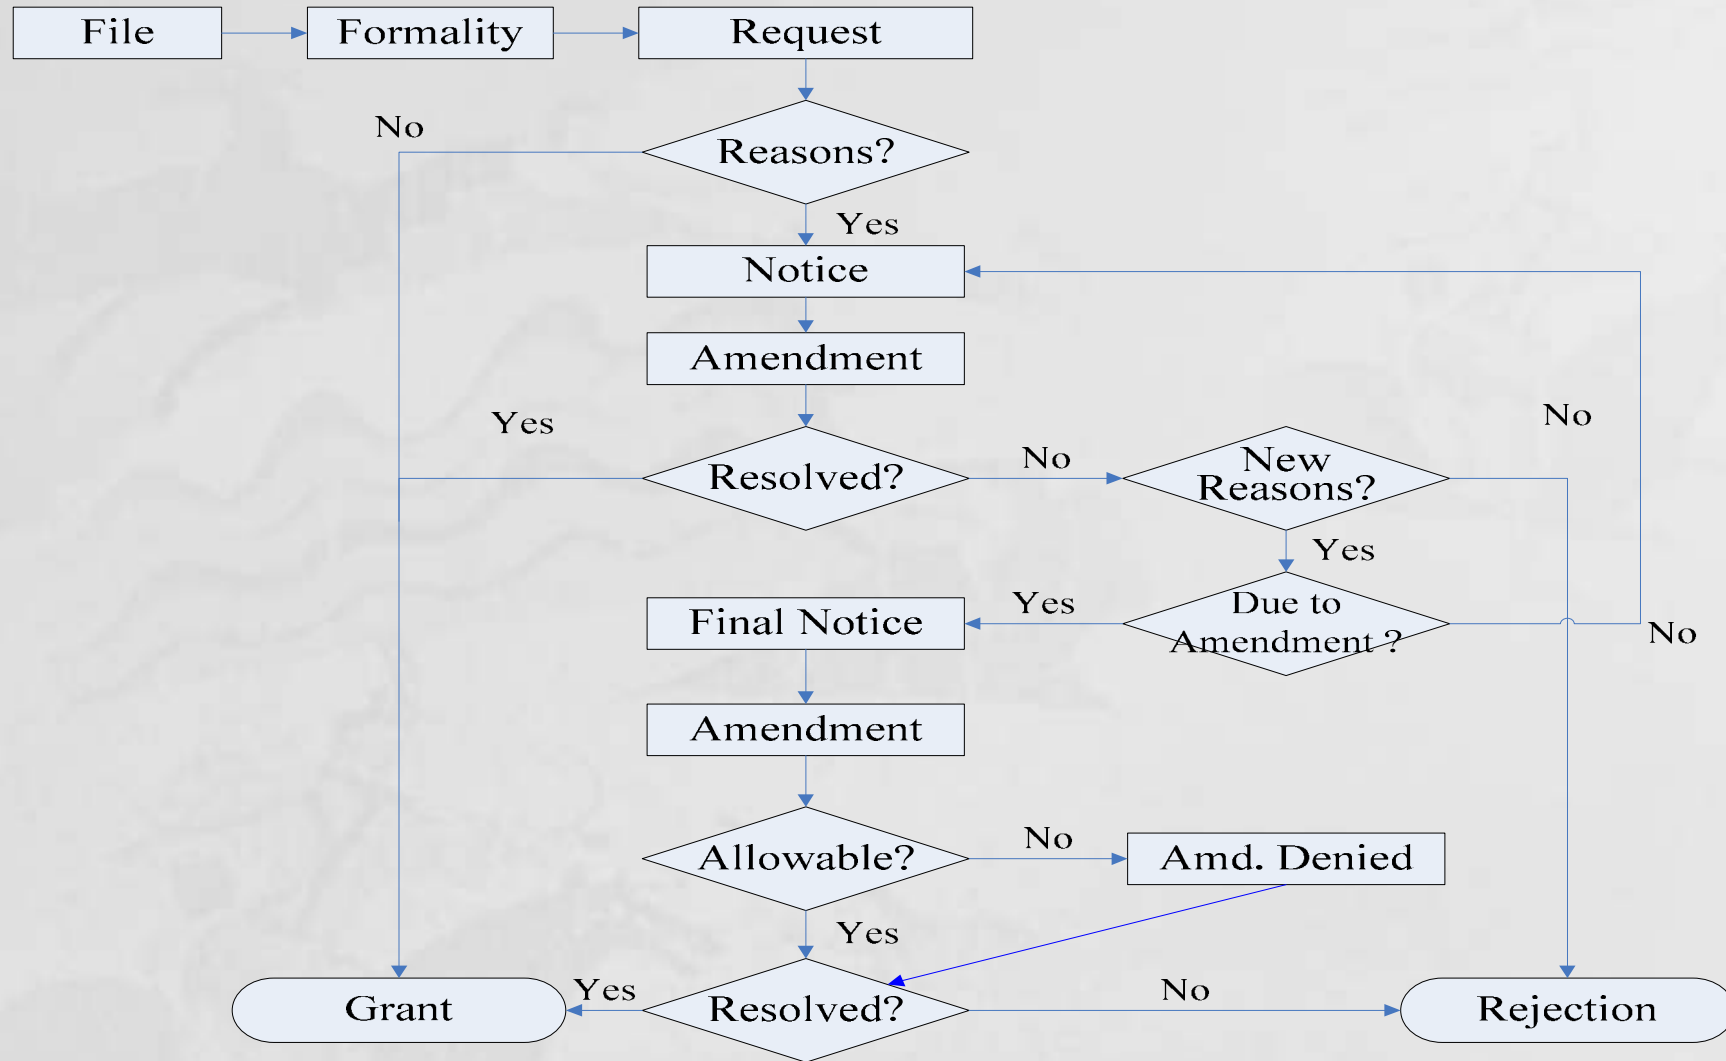 File
Formality
Request
No
Reasons?
Yes
Notice
Amendment
Yes
Resolved?
No
New
Reasons?
No
Yes
Final Notice
Yes
Due to
Amendment ?
No
Amendment
Allowable?
No
Amd. Denied
Yes
Grant
Yes
Resolved?
No
Rejection